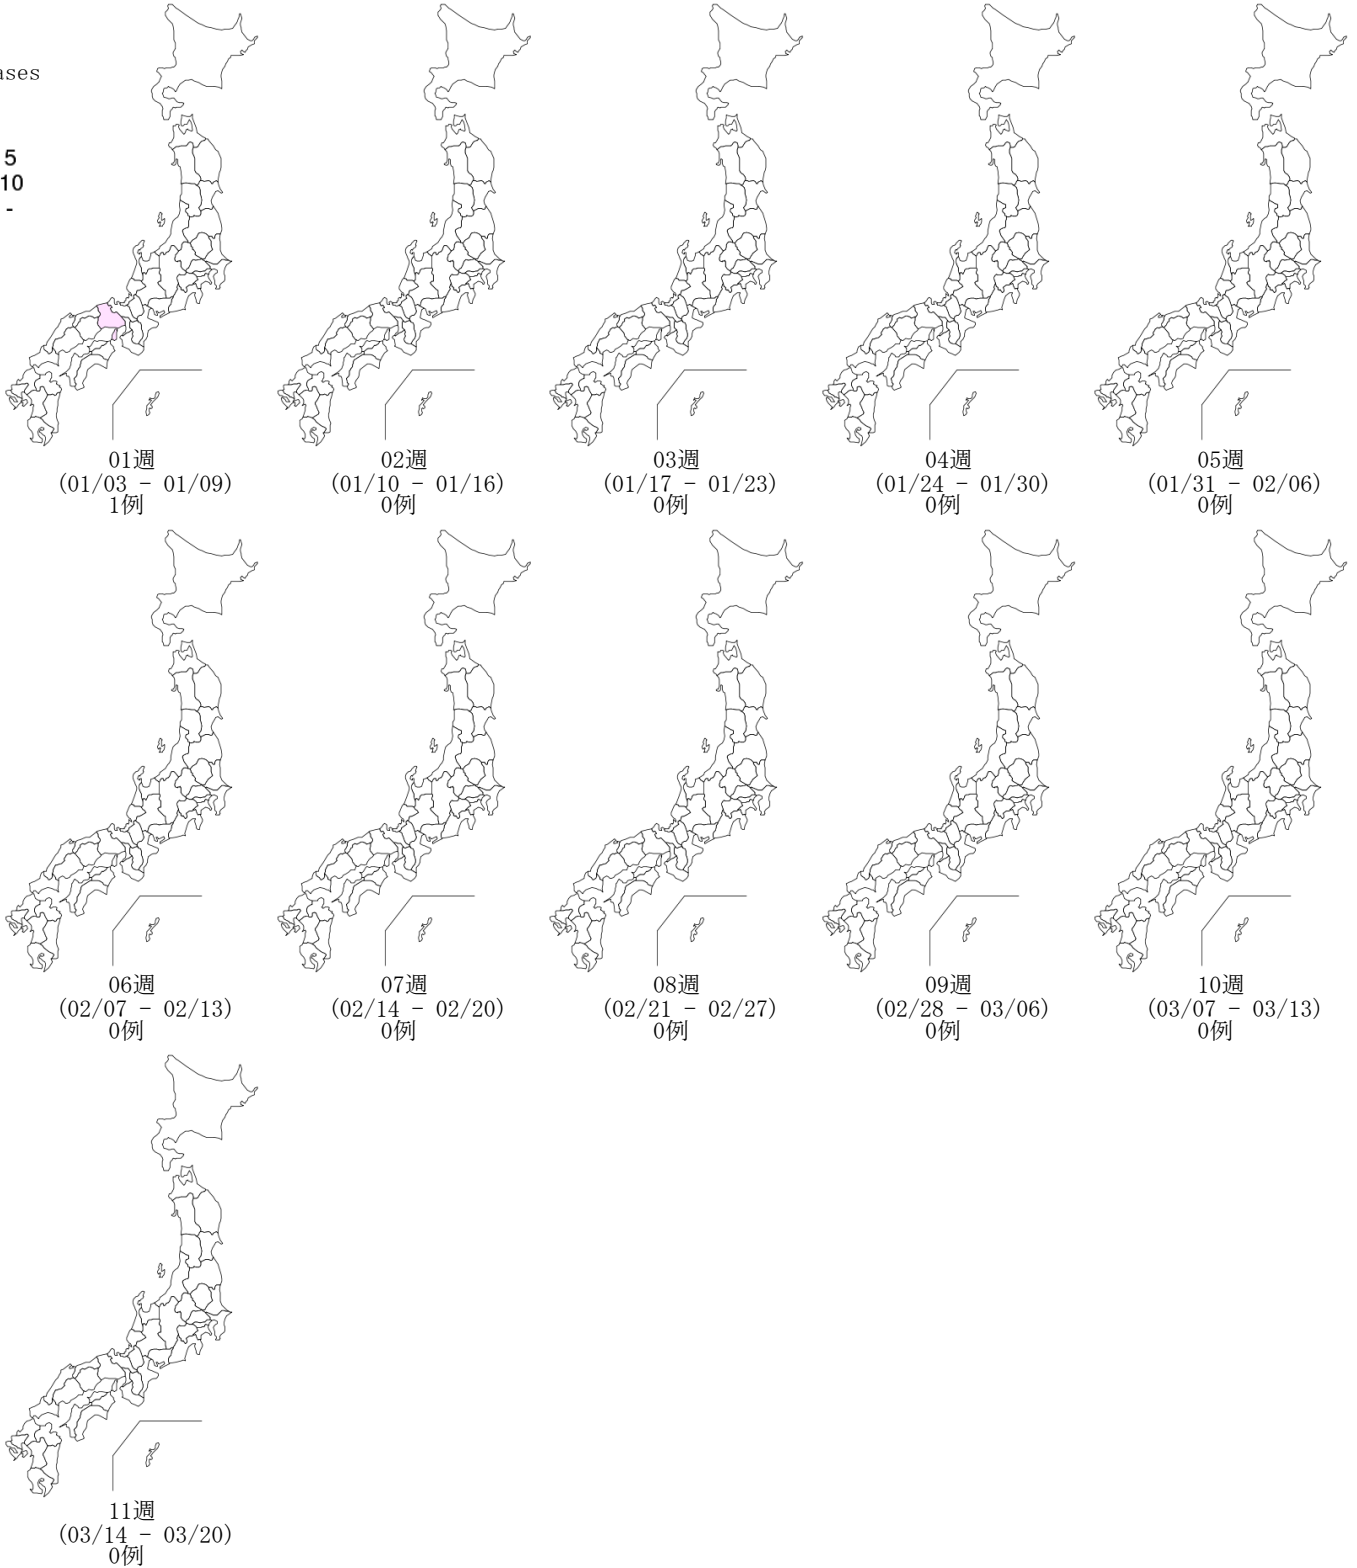 ases
5
10
-
01週
(01/03 - 01/09)
1例
02週
(01/10 - 01/16)
0例
03週
(01/17 - 01/23)
0例
04週
(01/24 - 01/30)
0例
05週
(01/31 - 02/06)
0例
06週
(02/07 - 02/13)
0例
07週
(02/14 - 02/20)
0例
08週
(02/21 - 02/27)
0例
09週
(02/28 - 03/06)
0例
10週
(03/07 - 03/13)
0例
11週
(03/14 - 03/20)
0例